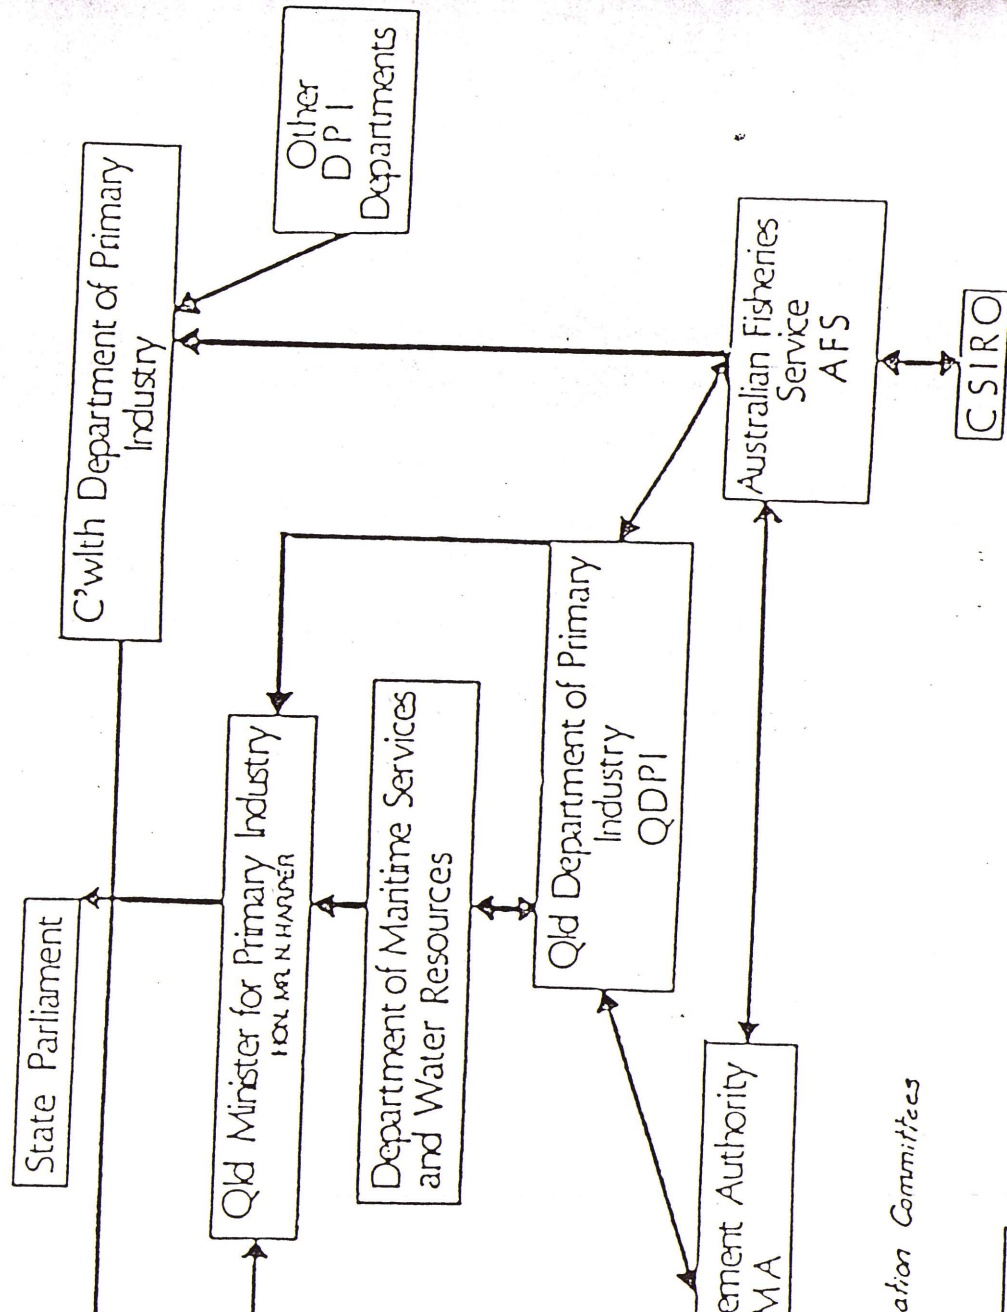 State Parliament
C'wlth Department of Primary
Industry
Other
DPI
Departments
Qld Minister for Primary Industry
HON. MR N. HARPER
Department of Maritime Services
and Water Resources
Qld Department of Primary
Industry
QDPI
Australian Fisheries
Service
AFS
CSIRO
ement Authority
MA
ation Committees